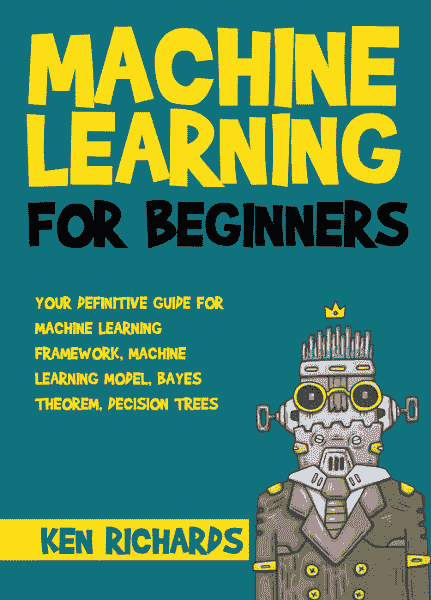 MACHINE
LEARNING
FOR BEGINNERS
YOUR DEFINITIVE GUIDE FOR
MACHINE LEARNING
FRAMEWORK, MACHINE
LEARNING MODEL, BAYES
THEOREM, DECISION TREES
KEN RICHARDS